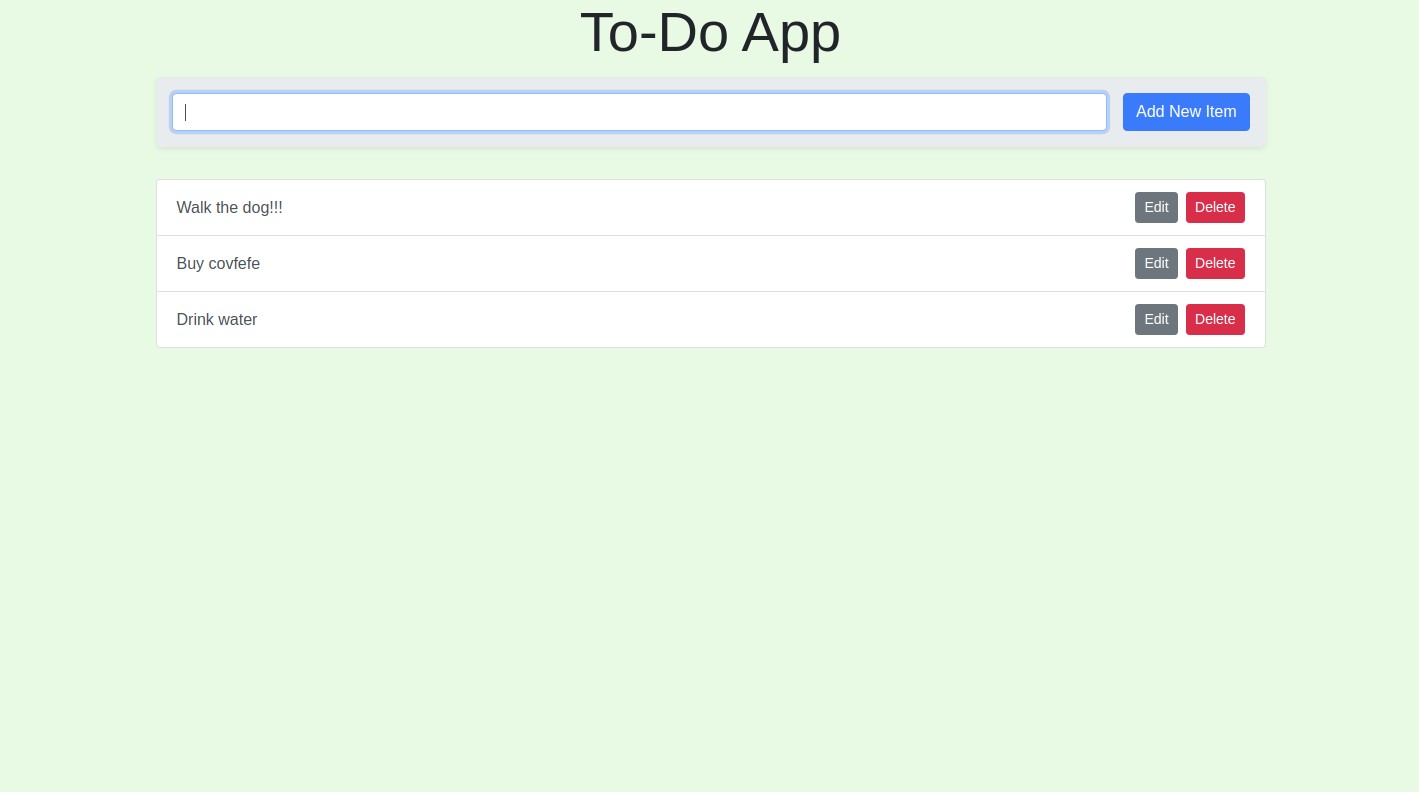 To-Do App
Add New Item
Walk the dog!!! Edit Delete
Buy covfefe Edit Delete
Drink water Edit Delete